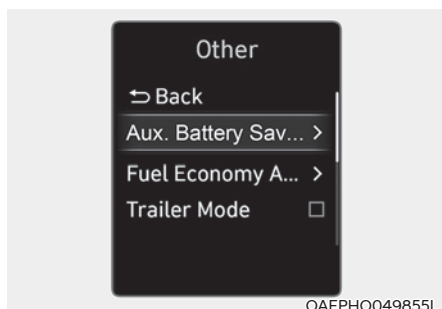 Other
⮌ Back
Aux. Battery Sav... >
Fuel Economy A... >
Trailer Mode ☐
OAEPHQ049855L